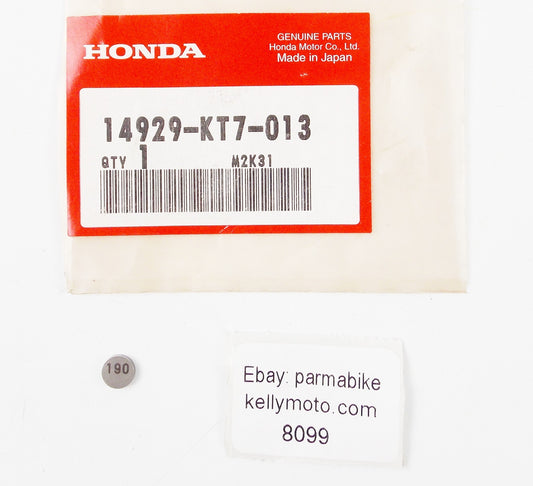 HONDA
GENUINE PARTS
Honda Motor Co., Ltd.
Made in Japan
14929-KT7-013
QTY 1 M2K31
190
Ebay: parmabike
kellymoto.com
8099